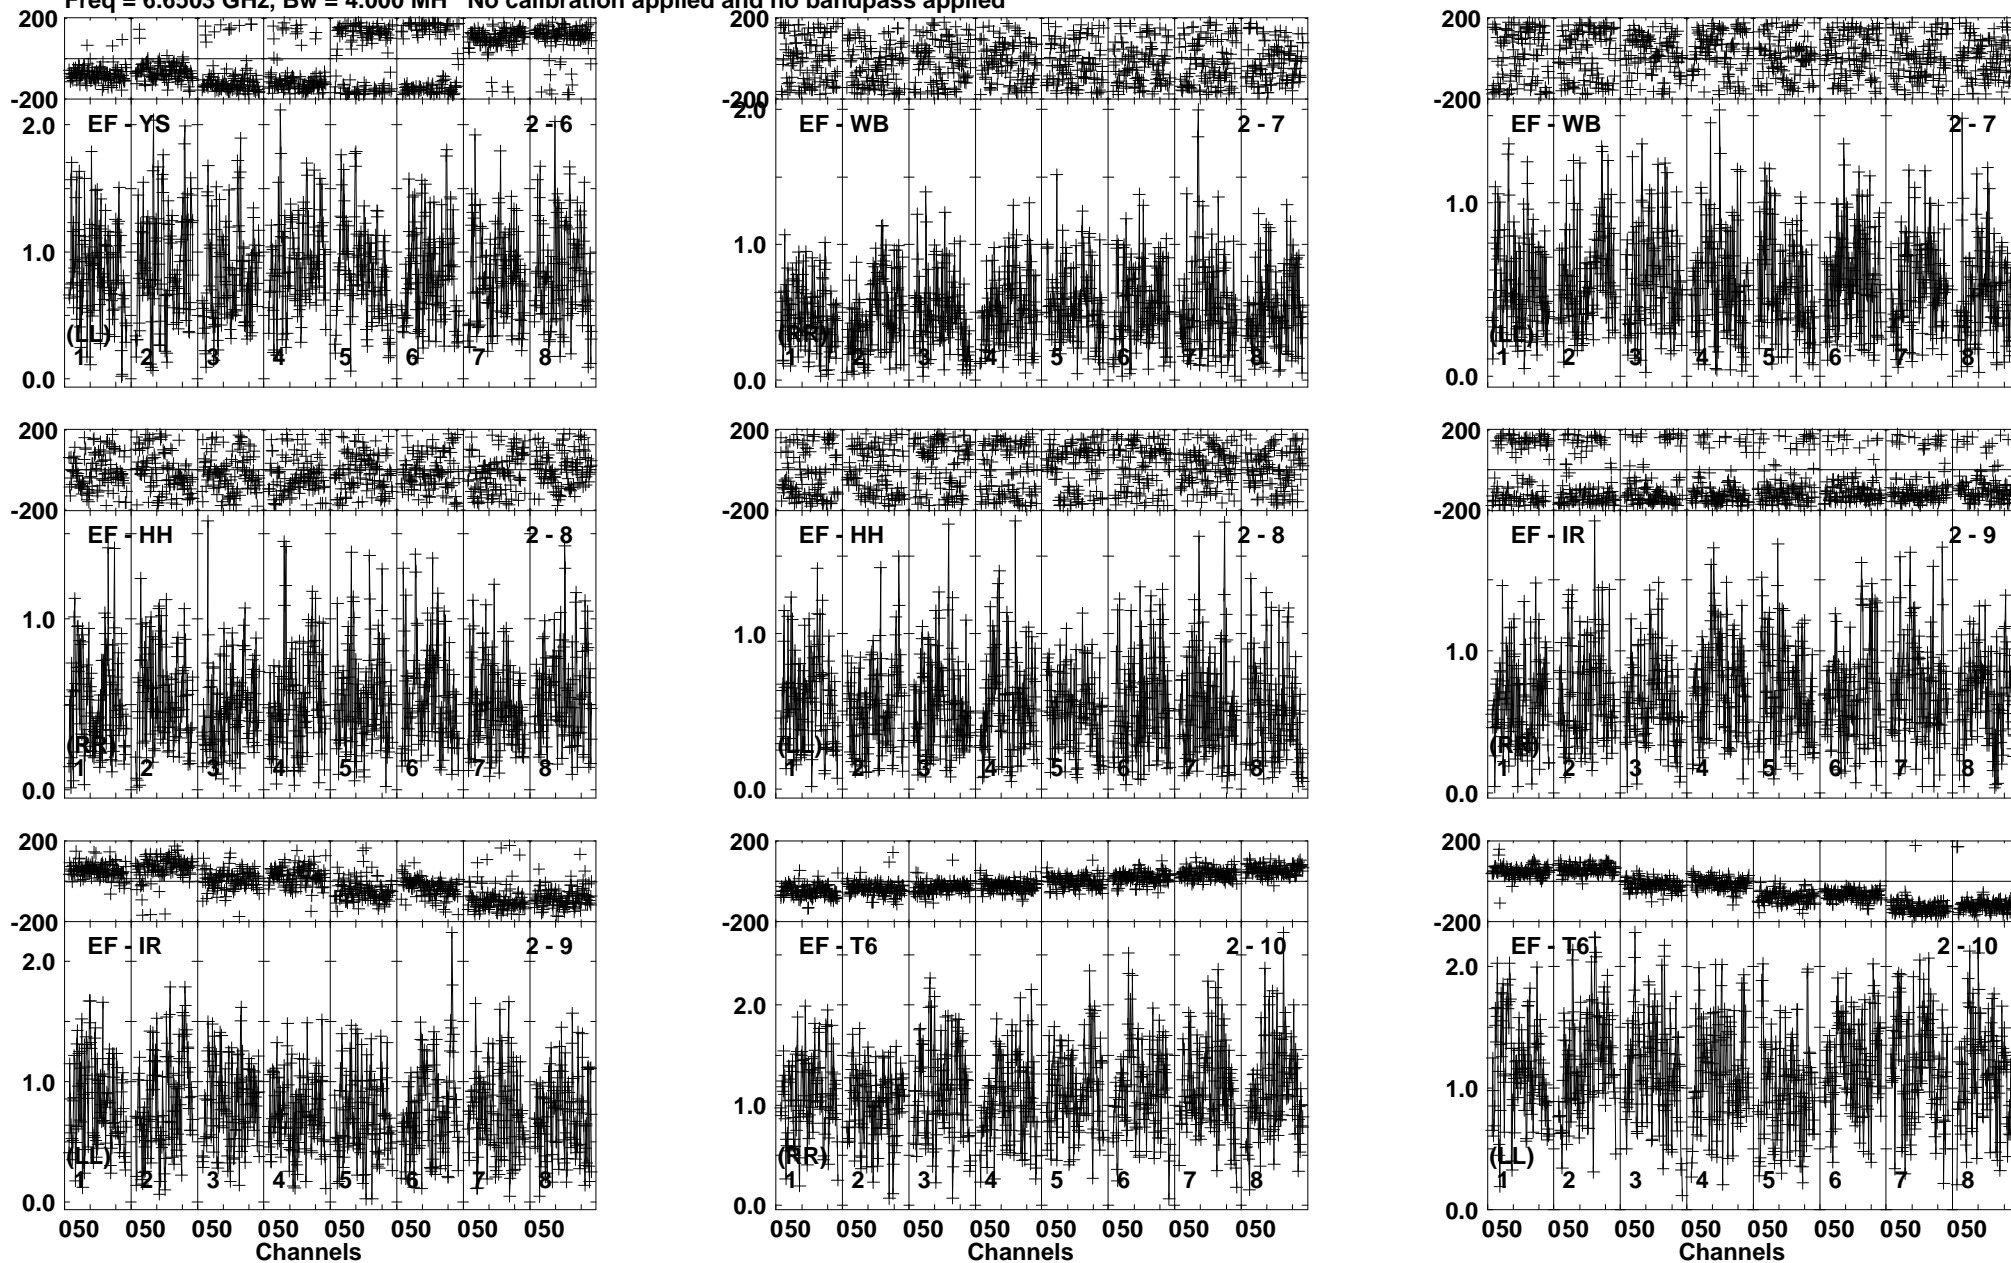 Freq = 6.6503 GHz, Bw = 4.000 MH No calibration applied and no bandpass applied
200 200 200
-200 -200 -200
EF - YS 2 - 6
2.0
1.0
0.0
(LL)
1 2 3 4 5 6 7 8
EF - WB 2 - 7
2.0
1.0
0.0
(RR)
1 2 3 4 5 6 7 8
EF - WB 2 - 7
1.0
0.0
(LL)
1 2 3 4 5 6 7 8
200 200 200
-200 -200 -200
EF - HH 2 - 8
1.0
0.0
(RR)
1 2 3 4 5 6 7 8
EF - HH 2 - 8
1.0
0.0
(LL)
1 2 3 4 5 6 7 8
EF - IR 2 - 9
1.0
0.0
(RR)
1 2 3 4 5 6 7 8
200 200 200
-200 -200 -200
EF - IR 2 - 9
2.0
1.0
0.0
(LL)
1 2 3 4 5 6 7 8
050 050 050 050 050 050 050 050
Channels
EF - T6 2 - 10
2.0
1.0
0.0
(RR)
1 2 3 4 5 6 7 8
050 050 050 050 050 050 050 050
Channels
EF - T6 2 - 10
2.0
1.0
0.0
(LL)
1 2 3 4 5 6 7 8
050 050 050 050 050 050 050 050
Channels